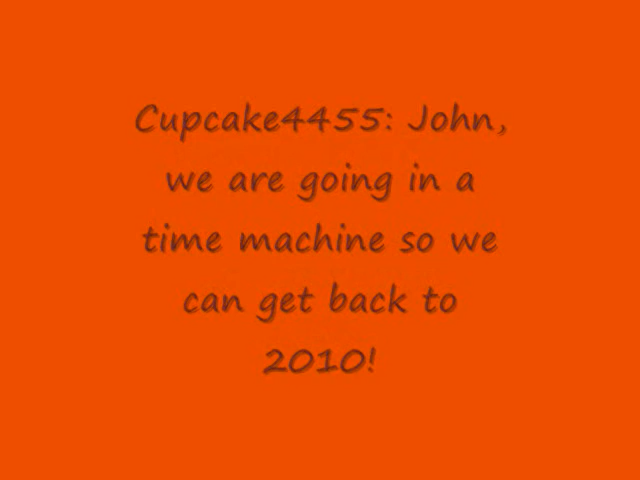 Cupcake4455: John,
we are going in a
time machine so we
can get back to
2010!